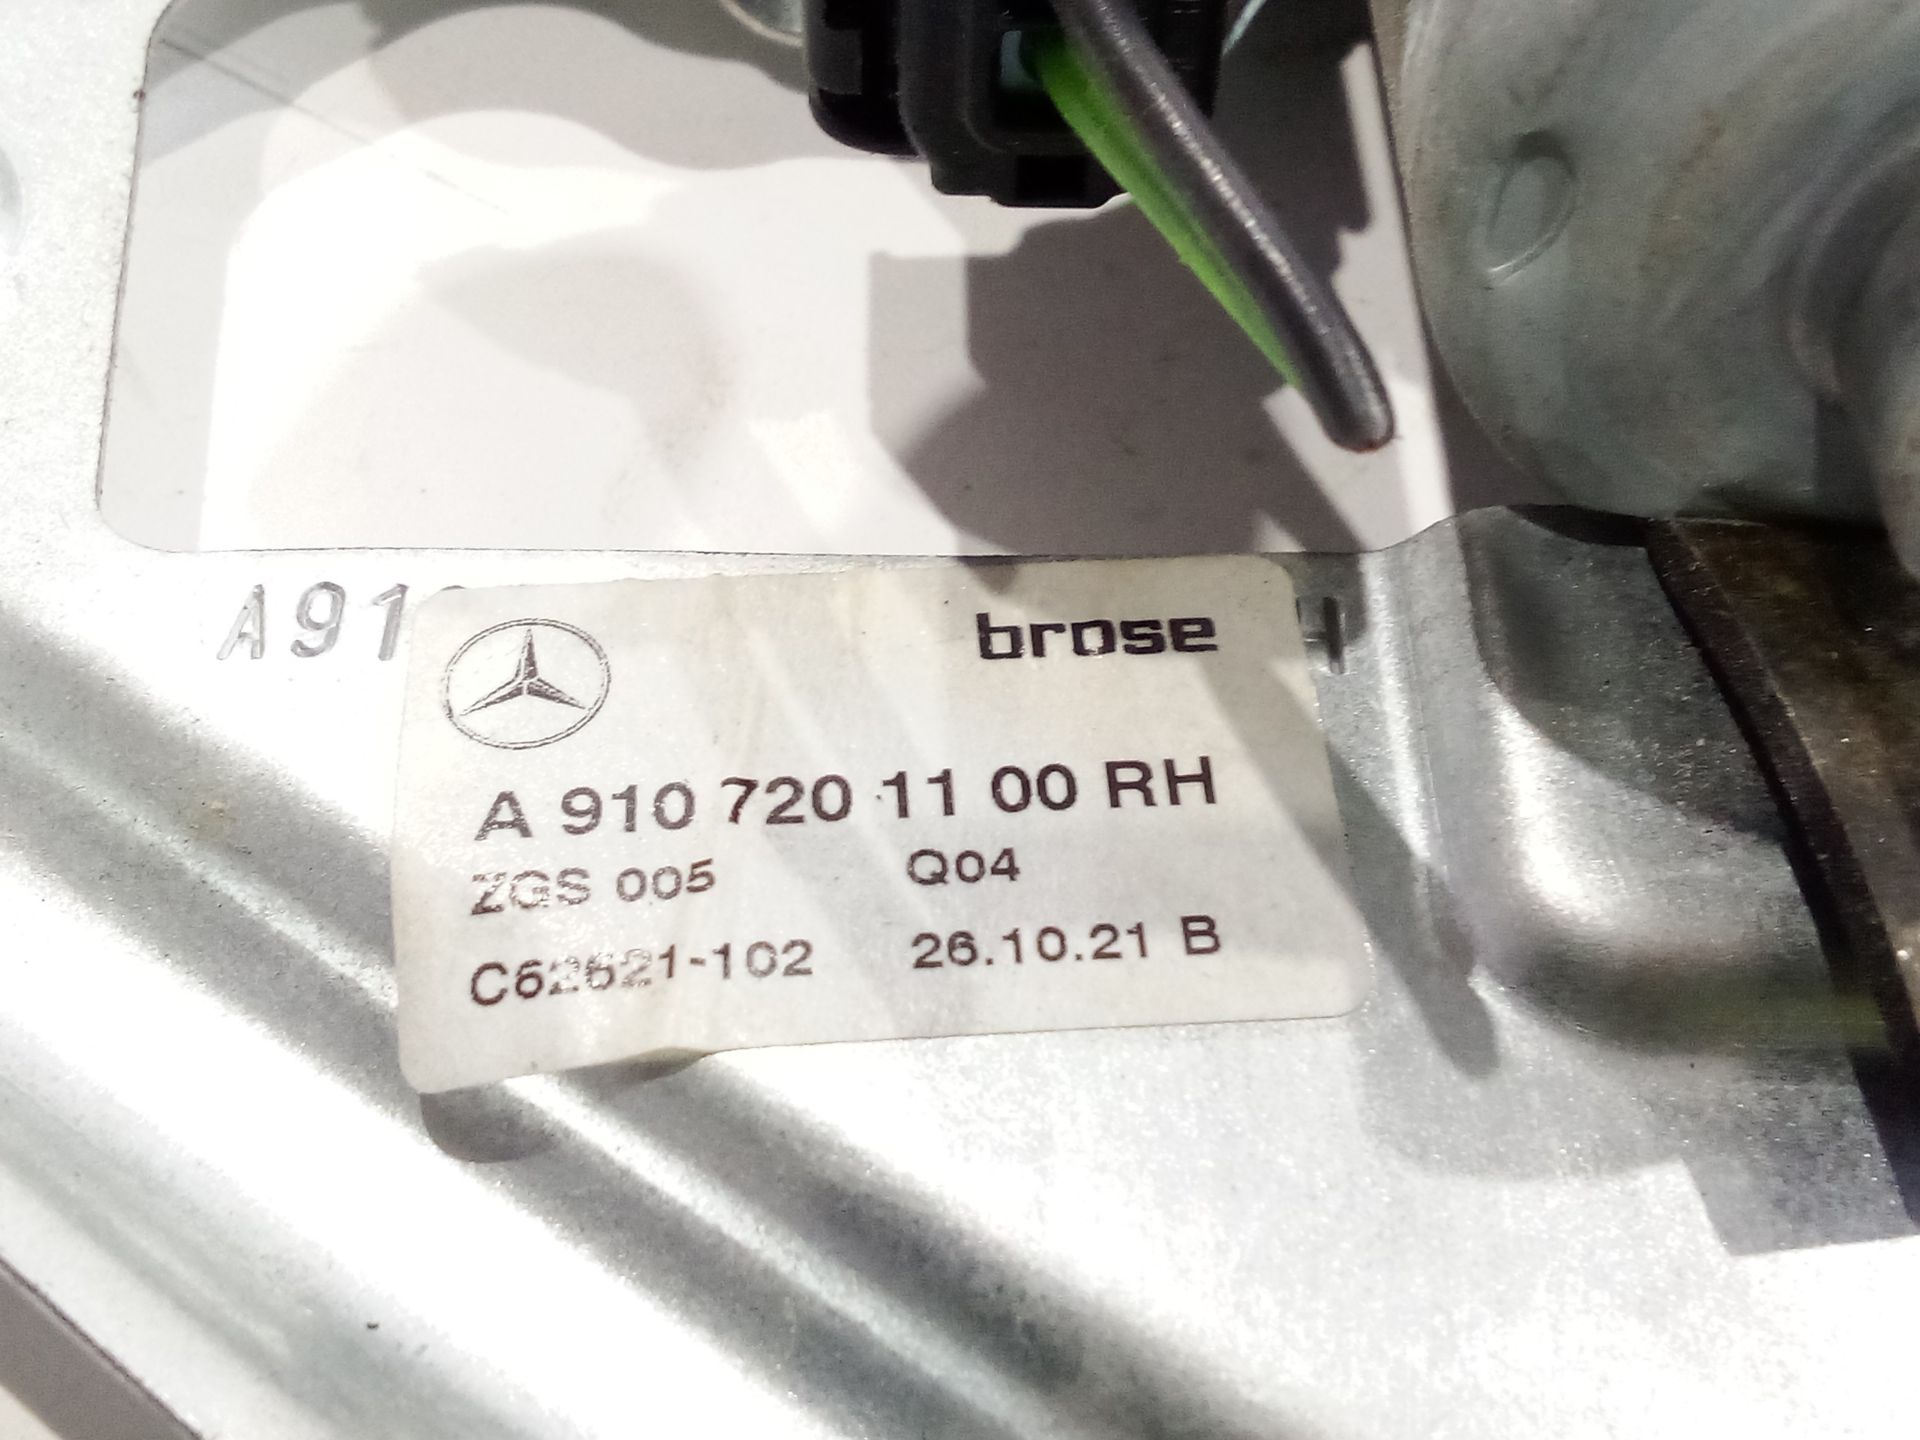 A91
brose
A 910 720 11 00 RH
ZGS 005 Q04
C62621-102 26.10.21 B